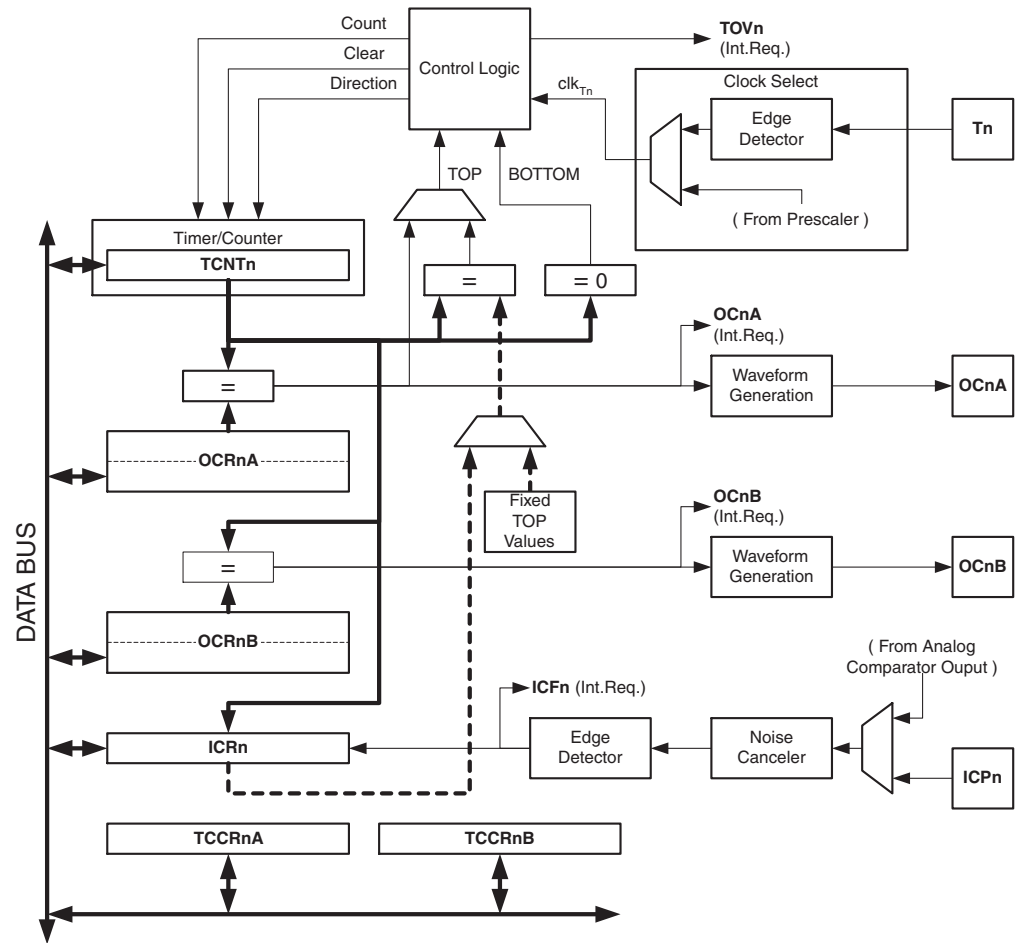 Count
Clear
Direction
Control Logic
TOVn
(Int.Req.)
clkTn
Clock Select
Edge
Detector
Tn
( From Prescaler )
TOP
BOTTOM
Timer/Counter
TCNTn
=
= 0
OCnA
(Int.Req.)
=
Waveform
Generation
OCnA
OCRnA
Fixed
TOP
Values
OCnB
(Int.Req.)
=
Waveform
Generation
OCnB
OCRnB
DATA BUS
( From Analog
Comparator Ouput )
ICFn (Int.Req.)
ICRn
Edge
Detector
Noise
Canceler
ICPn
TCCRnA
TCCRnB